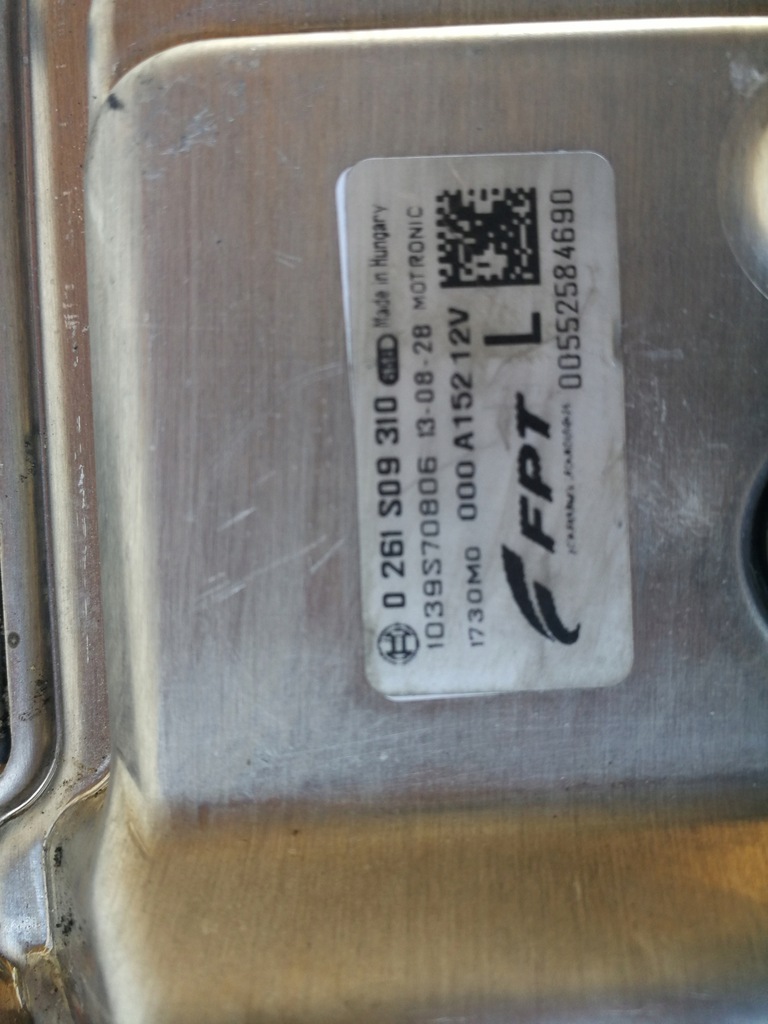 0 261 S09 310 Made in Hungary
1039S70806 13-08-28 MOTRONIC
1730M0 000 A152 12V
FPT L
00552584690